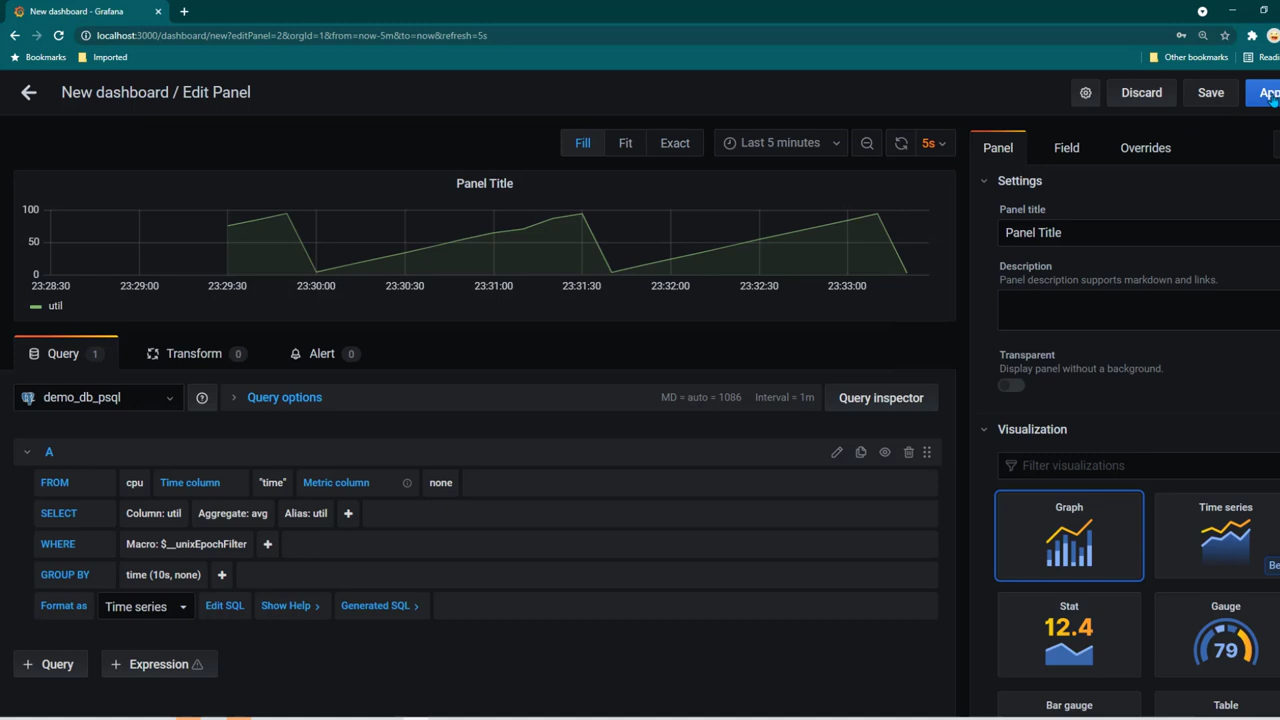 New dashboard - Grafana
localhost:3000/dashboard/new?editPanel=2&orgId=1&from=now-5m&to=now&refresh=5s
Bookmarks Imported Other bookmarks Readi
New dashboard / Edit Panel Discard Save App
Fill Fit Exact Last 5 minutes 5s
Panel Field Overrides
Panel Title
100
50
0
23:28:30 23:29:00 23:29:30 23:30:00 23:30:30 23:31:00 23:31:30 23:32:00 23:32:30 23:33:00
util
Settings
Panel title
Panel Title
Description
Panel description supports markdown and links.
Transparent
Display panel without a background.
Query 1 Transform 0 Alert 0
demo_db_psql Query options MD = auto = 1086 Interval = 1m Query inspector
A
FROM cpu Time column "time" Metric column none
SELECT Column: util Aggregate: avg Alias: util +
WHERE Macro: $__unixEpochFilter +
GROUP BY time (10s, none) +
Format as Time series Edit SQL Show Help > Generated SQL >
+ Query + Expression
Visualization
Filter visualizations
Graph Time series
Be
Stat Gauge
12.4 79
Bar gauge Table